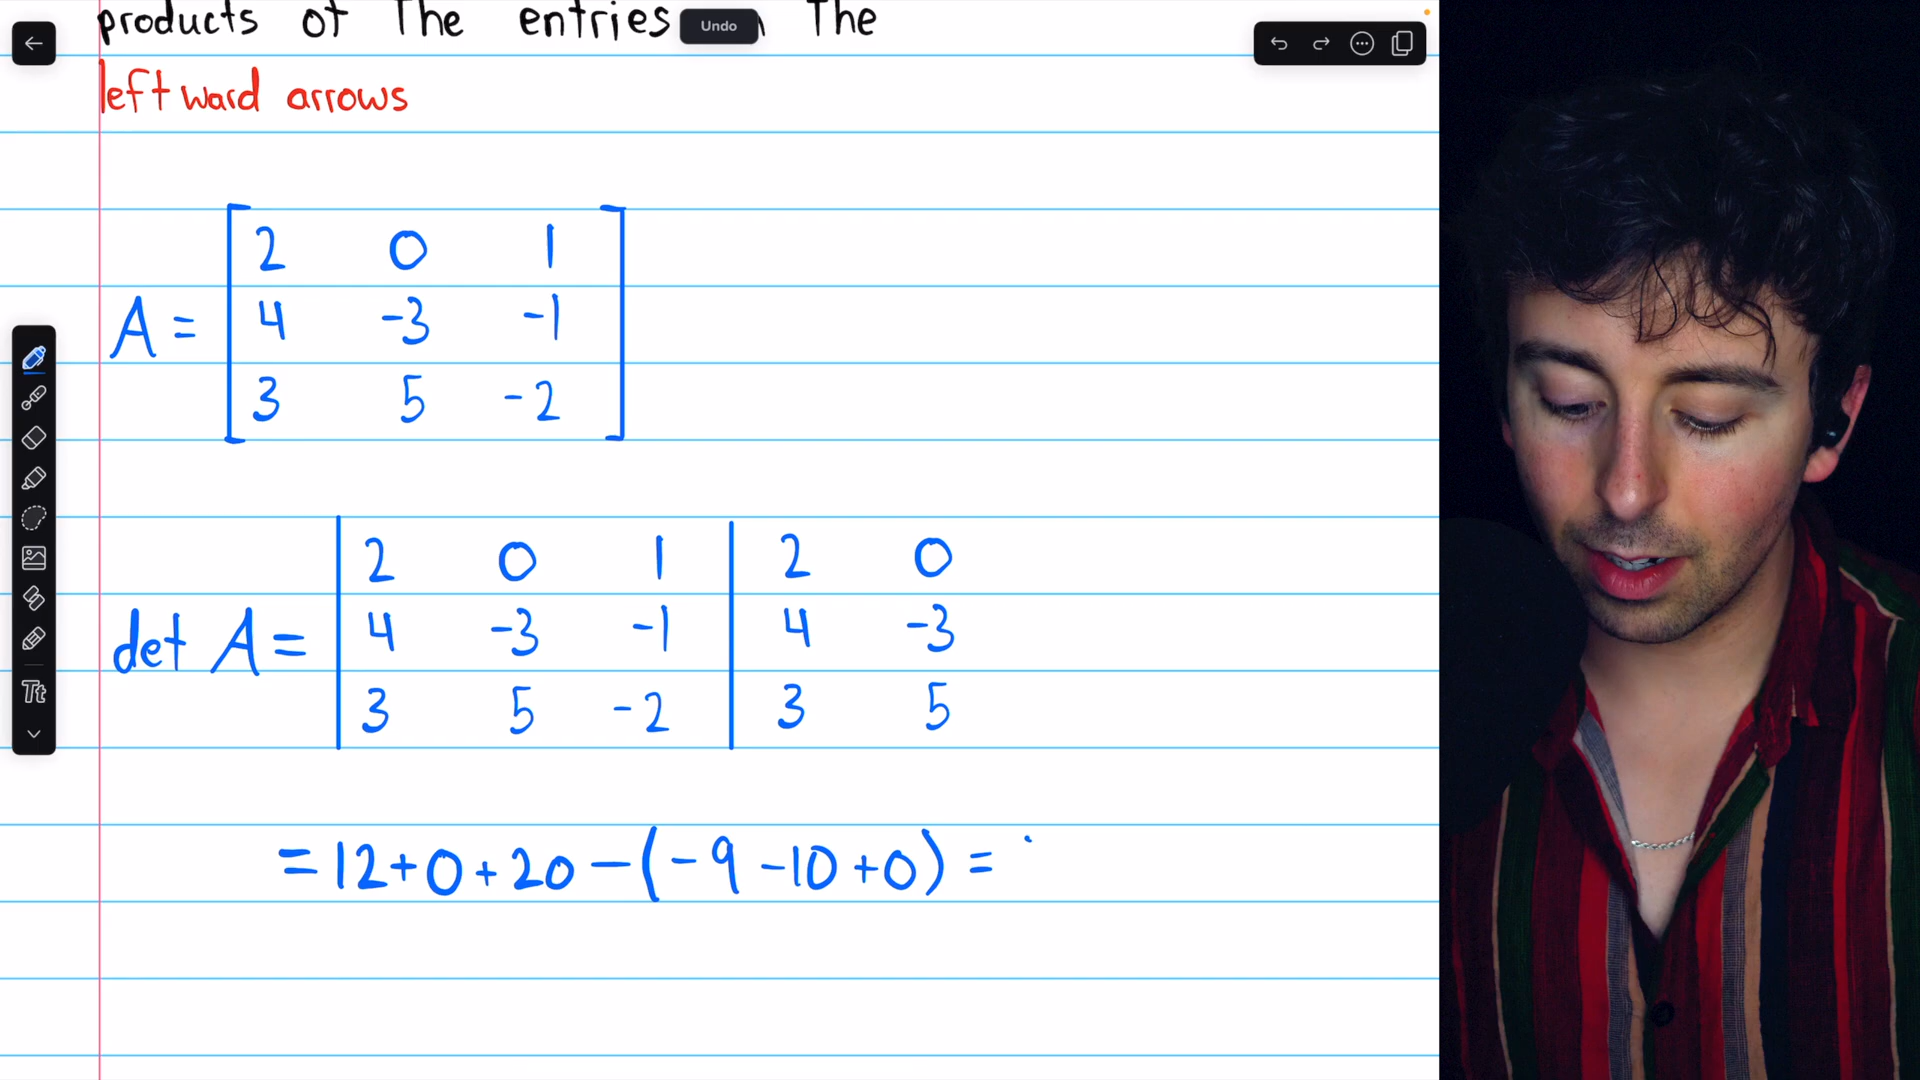 products of The entries The
Undo
leftward arrows
2 0 1
A = 4 -3 -1
3 5 -2
2 0 1 2 0
det A = 4 -3 -1 4 -3
3 5 -2 3 5
= 12 + 0 + 20 - ( - 9 - 10 + 0 ) =
Tt